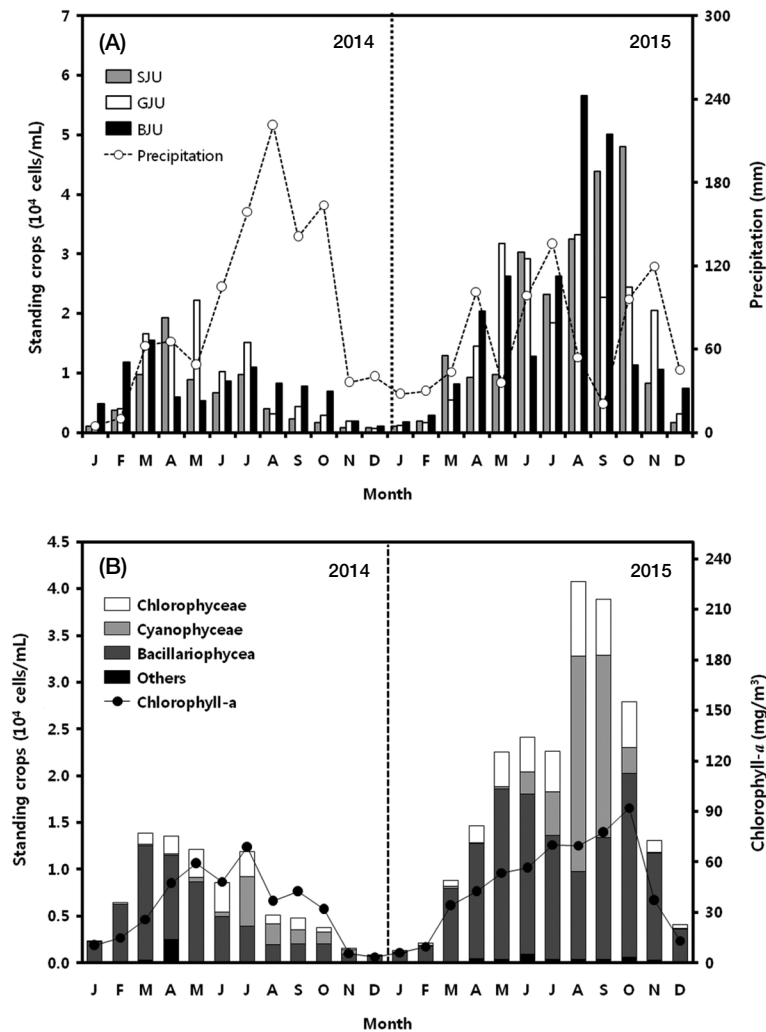 7
6
5
4
3
2
1
0
Standing crops (10⁴ cells/mL)
(A)
2014
2015
SJU
GJU
BJU
Precipitation
300
240
180
120
60
0
Precipitation (mm)
J F M A M J J A S O N D J F M A M J J A S O N D
Month
4.5
4.0
3.5
3.0
2.5
2.0
1.5
1.0
0.5
0.0
Standing crops (10⁴ cells/mL)
(B)
2014
2015
Chlorophyceae
Cyanophyceae
Bacillariophycea
Others
Chlorophyll-a
240
210
180
150
120
90
60
30
0
Chlorophyll-a (mg/m³)
J F M A M J J A S O N D J F M A M J J A S O N D
Month